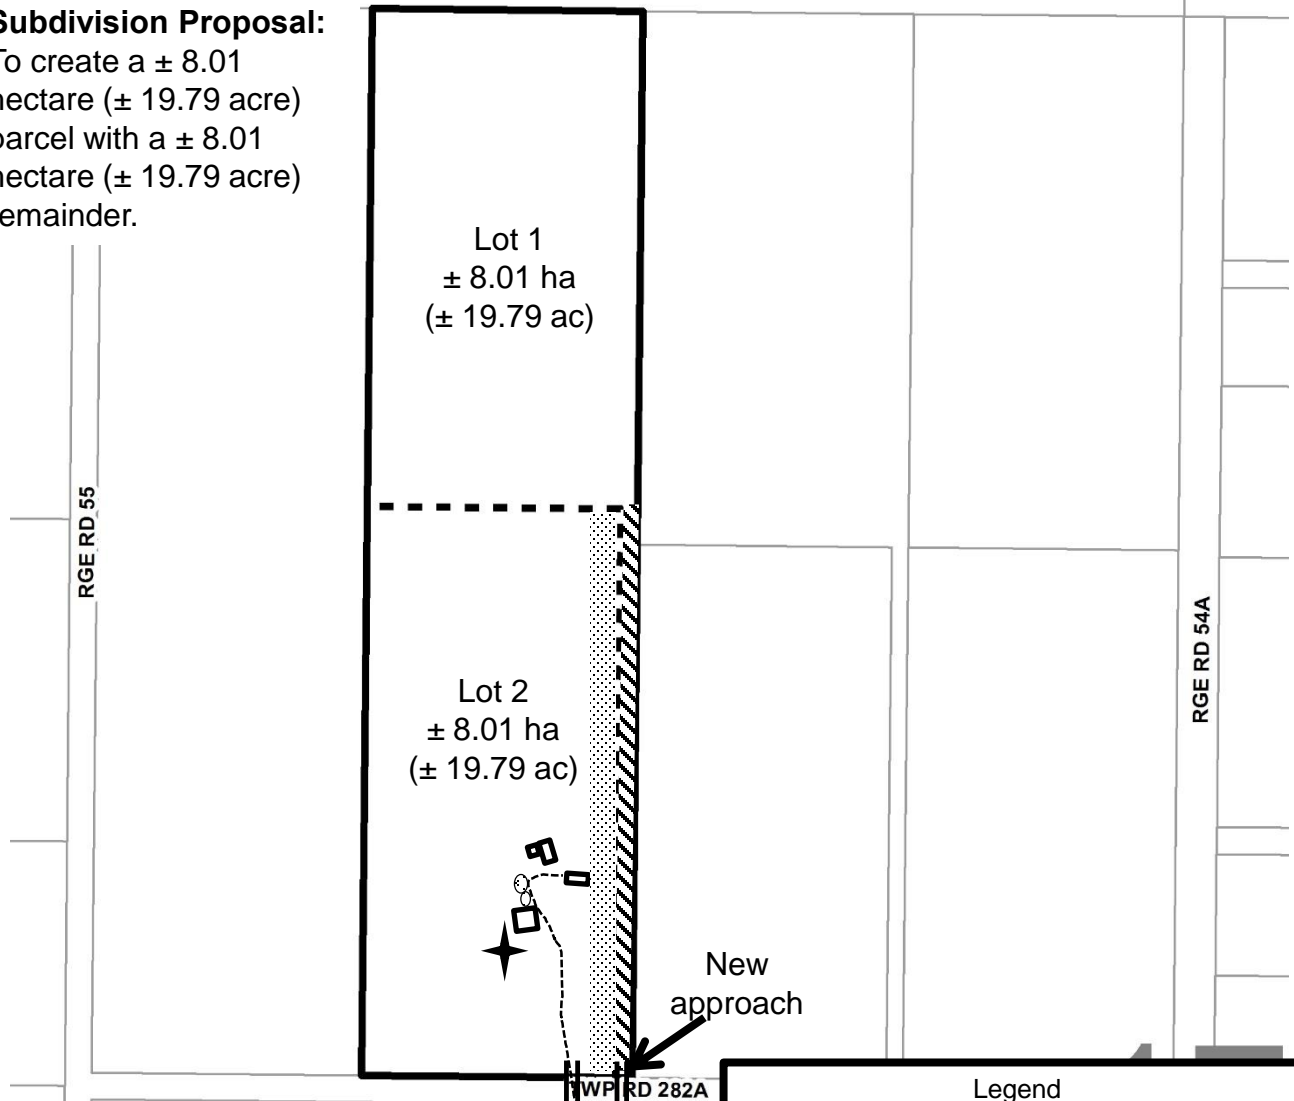 Subdivision Proposal:
To create a ± 8.01
hectare (± 19.79 acre)
parcel with a ± 8.01
hectare (± 19.79 acre)
remainder.
Lot 1
± 8.01 ha
(± 19.79 ac)
RGE RD 55
RGE RD 54A
Lot 2
± 8.01 ha
(± 19.79 ac)
New
approach
WP RD 282A
Legend